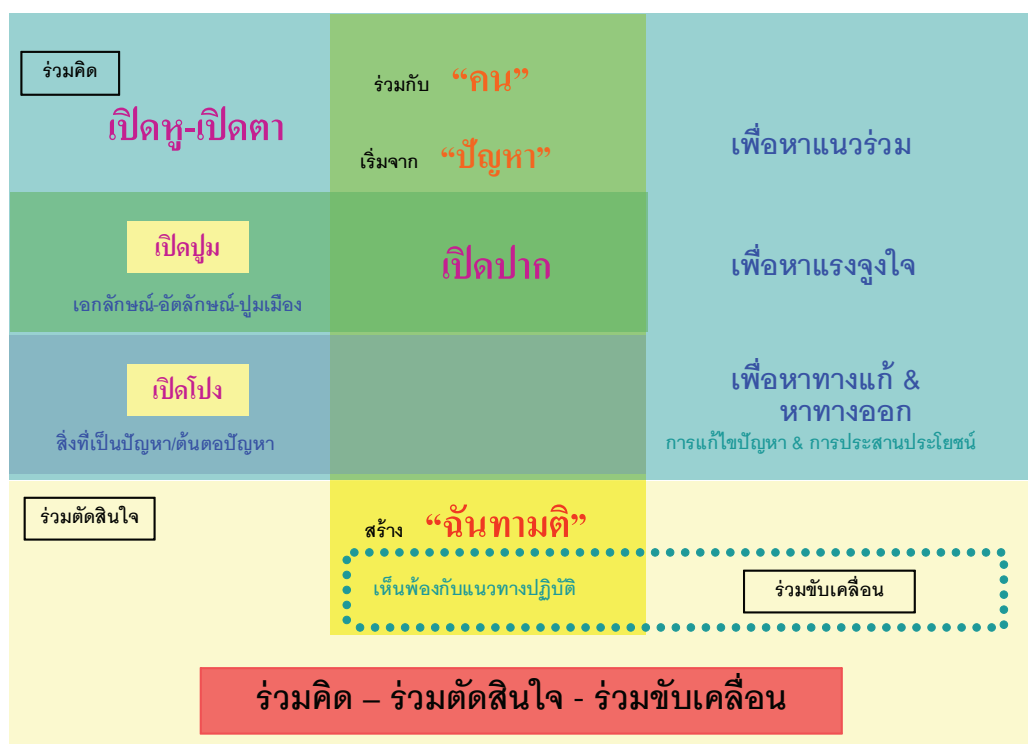 ร่วมคิด
เปิดหู-เปิดตา
ร่วมกับ “คน”
เริ่มจาก “ปัญหา”
เพื่อหาแนวร่วม
เปิดปูม
เอกลักษณ์-อัตลักษณ์-ปูมเมือง
เปิดปาก
เพื่อหาแรงจูงใจ
เปิดโปง
สิ่งที่เป็นปัญหา/ต้นตอปัญหา
เพื่อหาทางแก้ &
หาทางออก
การแก้ไขปัญหา & การประสานประโยชน์
ร่วมตัดสินใจ
สร้าง “ฉันทามติ”
เห็นพ้องกับแนวทางปฏิบัติ
ร่วมขับเคลื่อน
ร่วมคิด – ร่วมตัดสินใจ - ร่วมขับเคลื่อน